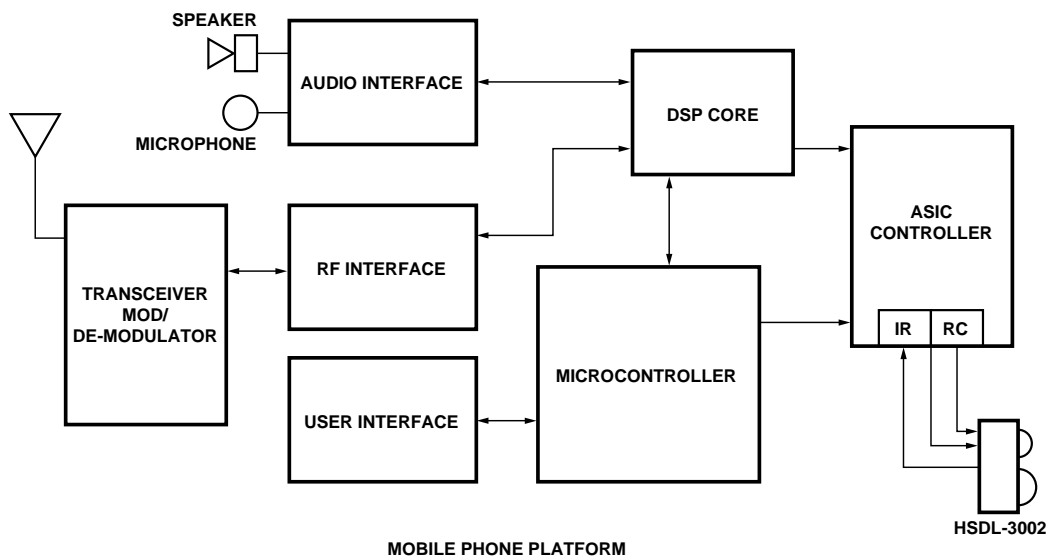 SPEAKER
AUDIO INTERFACE
MICROPHONE
DSP CORE
ASIC
CONTROLLER
RF INTERFACE
TRANSCEIVER
MOD/
DE-MODULATOR
IR
RC
MICROCONTROLLER
USER INTERFACE
HSDL-3002
MOBILE PHONE PLATFORM